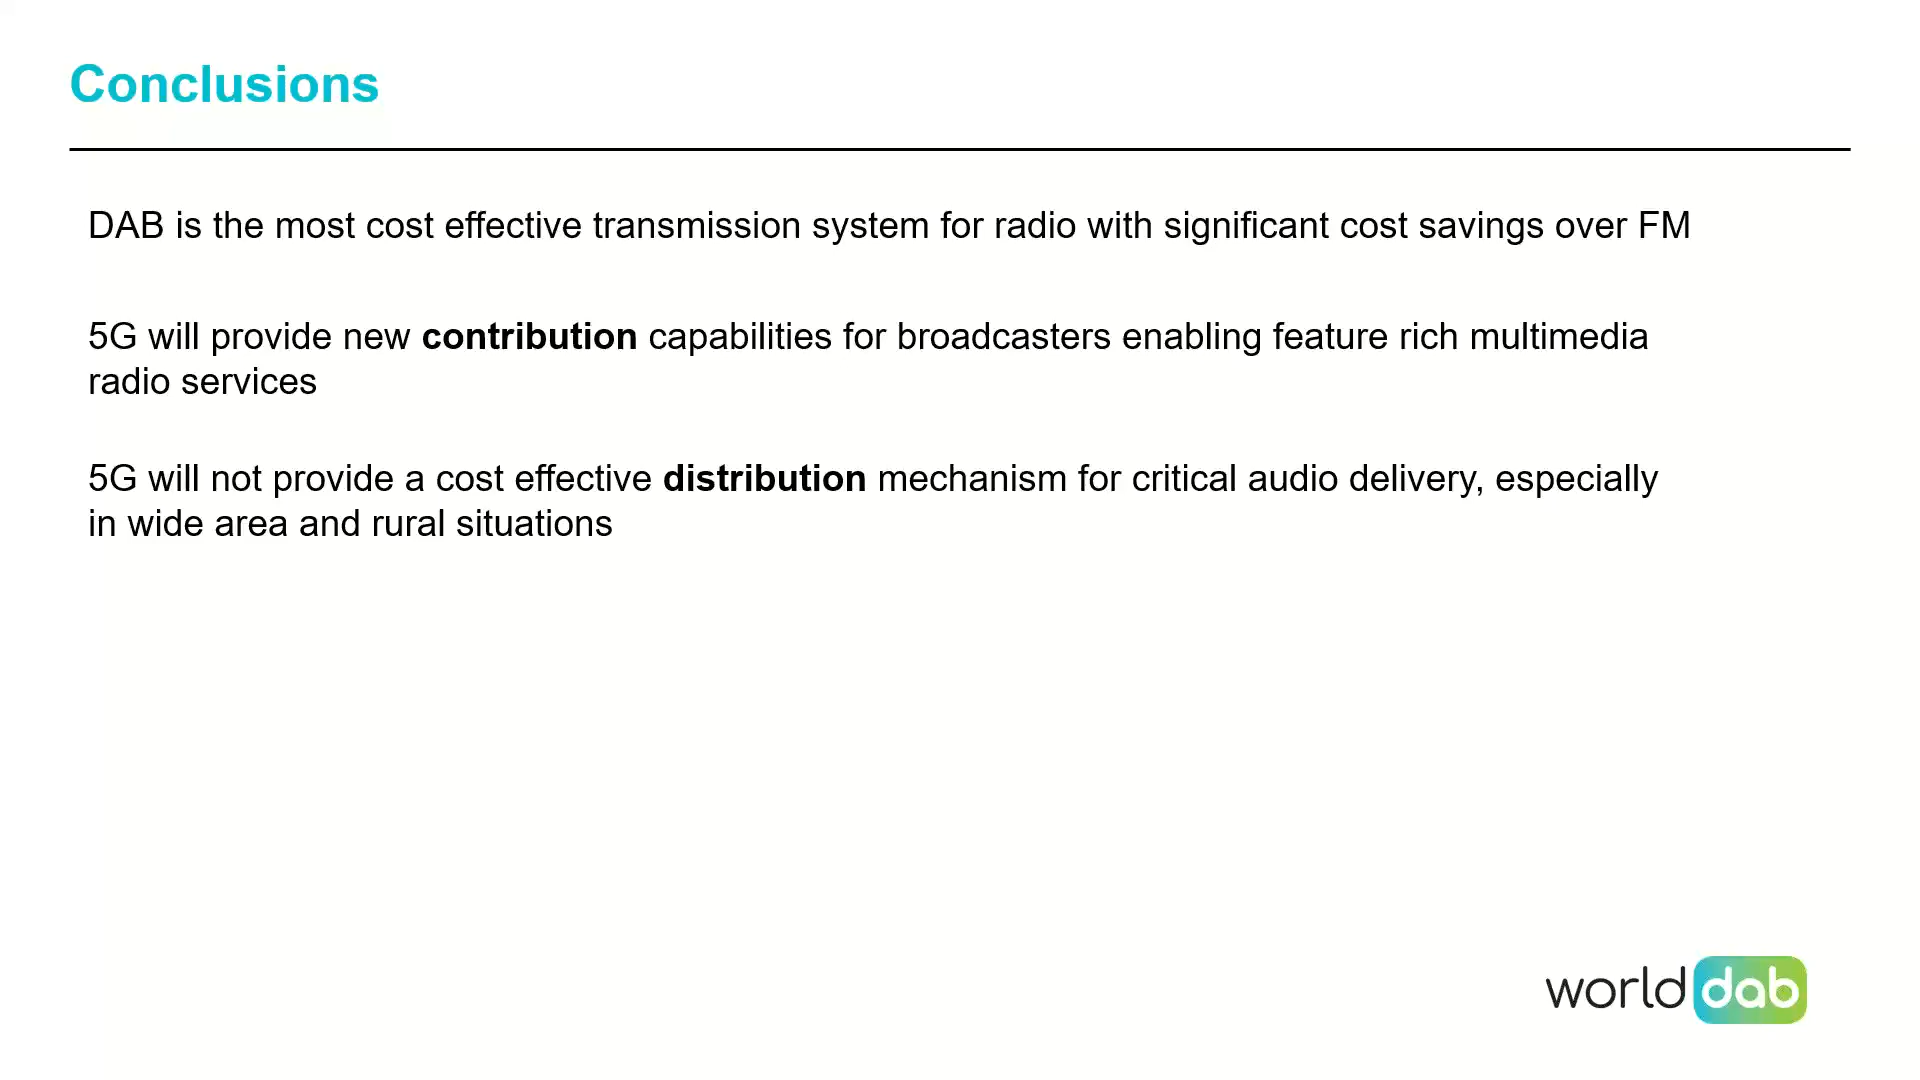 Conclusions
DAB is the most cost effective transmission system for radio with significant cost savings over FM
5G will provide new contribution capabilities for broadcasters enabling feature rich multimedia
radio services
5G will not provide a cost effective distribution mechanism for critical audio delivery, especially
in wide area and rural situations
world dab